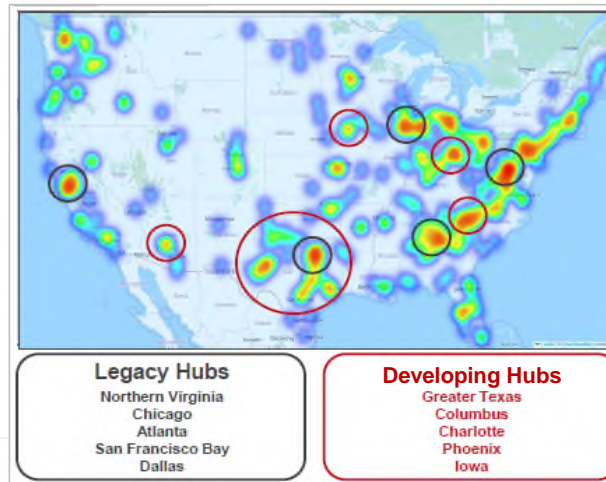 Legacy Hubs
Northern Virginia
Chicago
Atlanta
San Francisco Bay
Dallas
Developing Hubs
Greater Texas
Columbus
Charlotte
Phoenix
Iowa